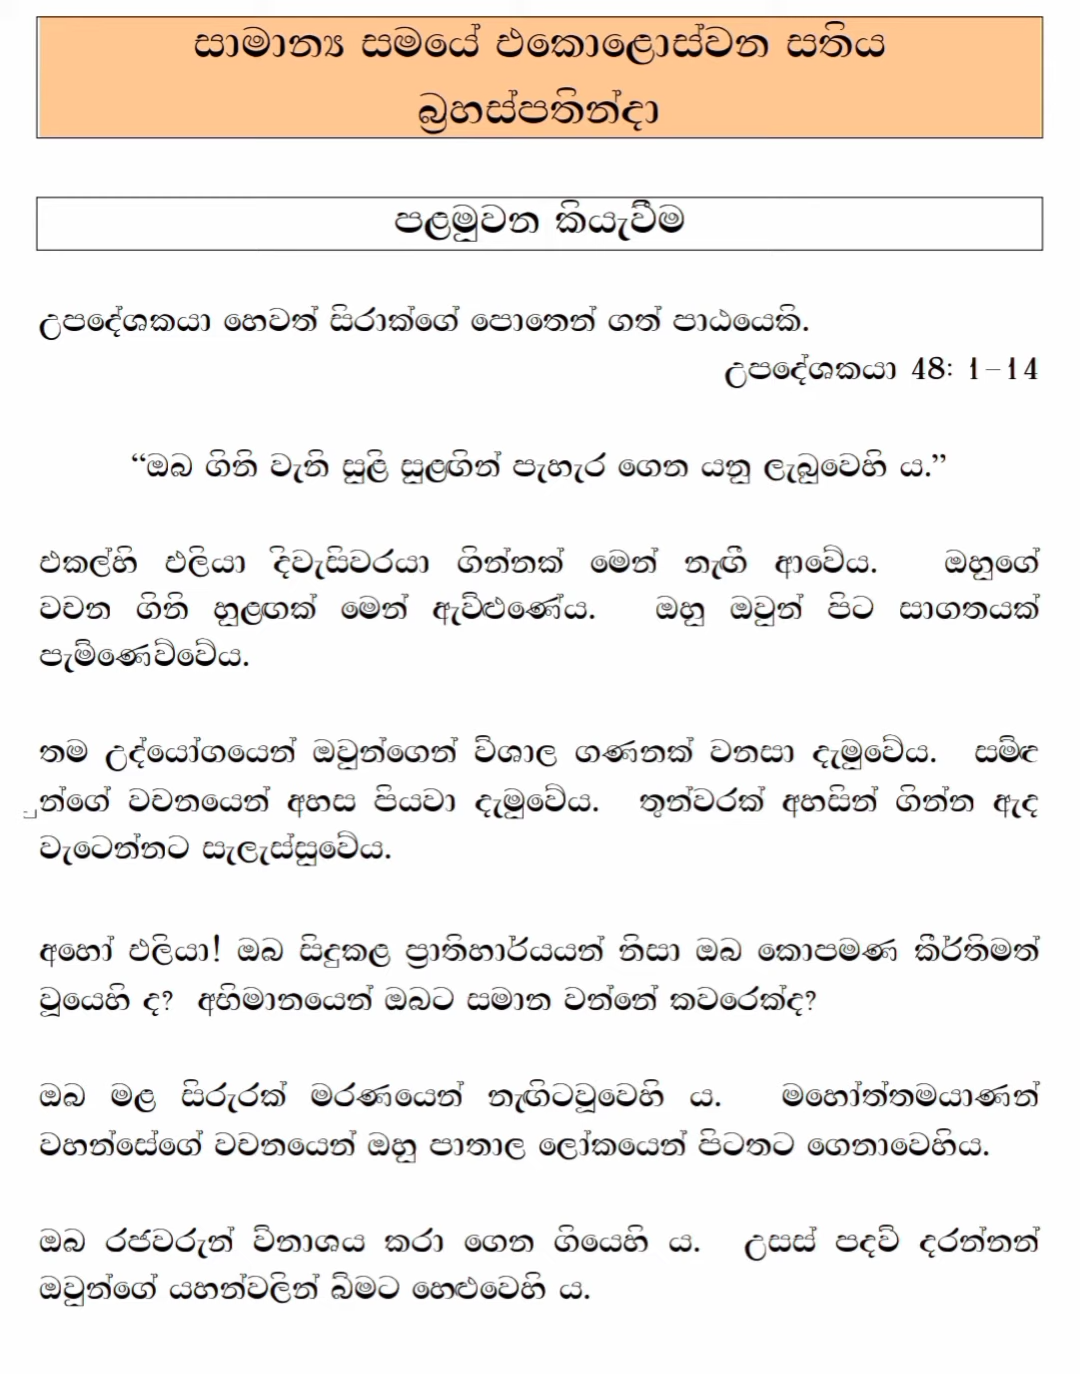 සාමාන්‍ය සමයේ එකොළොස්වන සතිය
බ්‍රහස්පතින්දා
පළමුවන කියැවීම
උපදේශකයා හෙවත් සිරාක්ගේ පොතෙන් ගත් පාඨයෙකි.
උපදේශකයා 48: 1–14
“ඔබ ගිනි වැනි සුළි සුළඟින් පැහැර ගෙන යනු ලැබුවෙහි ය.”
එකල්හි එලියා දිවැසිවරයා ගින්නක් මෙන් නැඟී ආවේය. ඔහුගේ
වචන ගිනි හුළඟක් මෙන් ඇවිළුණේය. ඔහු ඔවුන් පිට සාගතයක්
පැමිණෙව්වේය.
තම උද්යෝගයෙන් ඔවුන්ගෙන් විශාල ගණනක් වනසා දැමුවේය. සමිඳ
ුන්ගේ වචනයෙන් අහස පියවා දැමුවේය. තුන්වරක් අහසින් ගින්න ඇද
වැටෙන්නට සැලැස්සුවේය.
අහෝ එලියා! ඔබ සිදුකළ ප්‍රාතිහාර්යයන් නිසා ඔබ කොපමණ කීර්තිමත්
වූයෙහි ද? අභිමානයෙන් ඔබට සමාන වන්නේ කවරෙක්ද?
ඔබ මළ සිරුරක් මරණයෙන් නැඟිටවූවෙහි ය. මහෝත්තමයාණන්
වහන්සේගේ වචනයෙන් ඔහු පාතාල ලෝකයෙන් පිටතට ගෙනාවෙහිය.
ඔබ රජවරුන් විනාශය කරා ගෙන ගියෙහි ය. උසස් පදවි දරන්නන්
ඔවුන්ගේ යහන්වලින් බිමට හෙළුවෙහි ය.